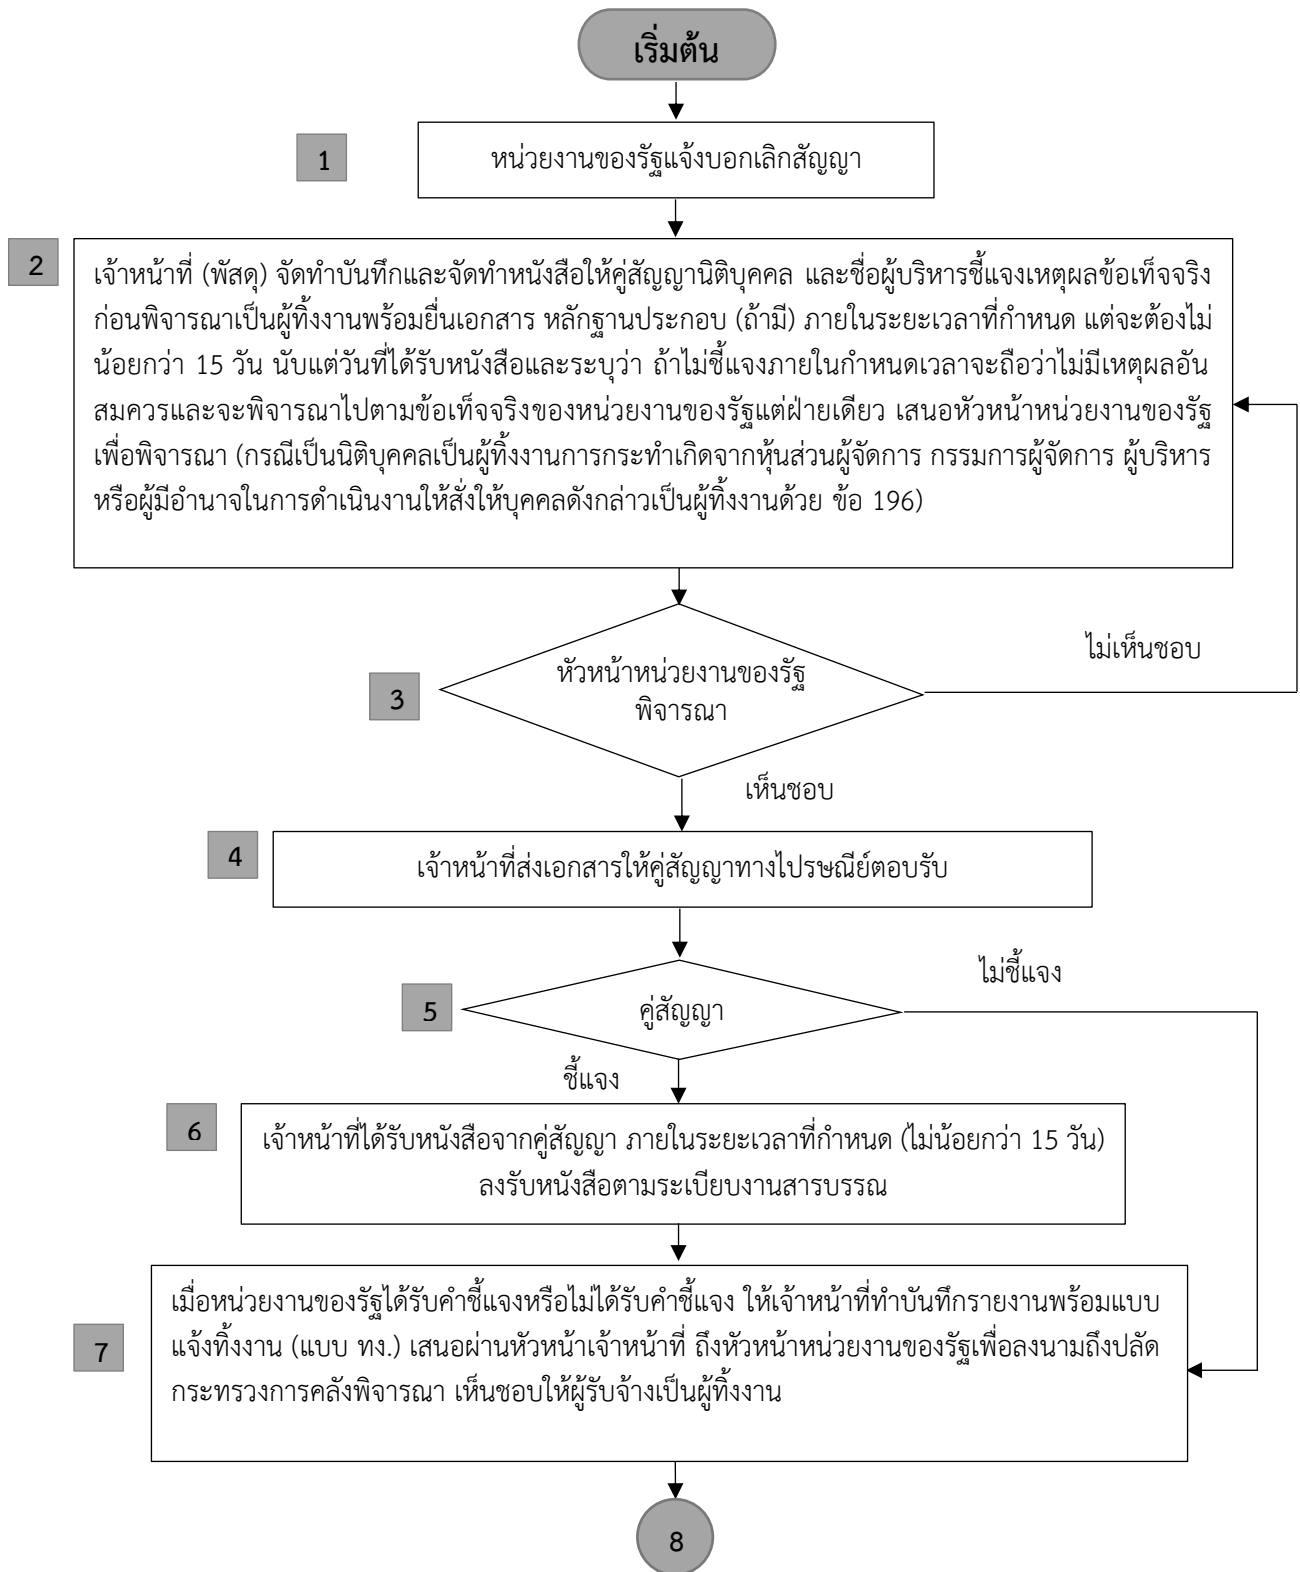 เริ่มต้น
1
หน่วยงานของรัฐแจ้งบอกเลิกสัญญา
2
เจ้าหน้าที่ (พัสดุ) จัดทำบันทึกและจัดทำหนังสือให้คู่สัญญานิติบุคคล และชื่อผู้บริหารชี้แจงเหตุผลข้อเท็จจริง
ก่อนพิจารณาเป็นผู้ทิ้งงานพร้อมยื่นเอกสาร หลักฐานประกอบ (ถ้ามี) ภายในระยะเวลาที่กำหนด แต่จะต้องไม่
น้อยกว่า 15 วัน นับแต่วันที่ได้รับหนังสือและระบุว่า ถ้าไม่ชี้แจงภายในกำหนดเวลาจะถือว่าไม่มีเหตุผลอัน
สมควรและจะพิจารณาไปตามข้อเท็จจริงของหน่วยงานของรัฐแต่ฝ่ายเดียว เสนอหัวหน้าหน่วยงานของรัฐ
เพื่อพิจารณา (กรณีเป็นนิติบุคคลเป็นผู้ทิ้งงานการกระทำเกิดจากหุ้นส่วนผู้จัดการ กรรมการผู้จัดการ ผู้บริหาร
หรือผู้มีอำนาจในการดำเนินงานให้สั่งให้บุคคลดังกล่าวเป็นผู้ทิ้งงานด้วย ข้อ 196)
ไม่เห็นชอบ
3
หัวหน้าหน่วยงานของรัฐ
พิจารณา
เห็นชอบ
4
เจ้าหน้าที่ส่งเอกสารให้คู่สัญญาทางไปรษณีย์ตอบรับ
ไม่ชี้แจง
5
คู่สัญญา
ชี้แจง
6
เจ้าหน้าที่ได้รับหนังสือจากคู่สัญญา ภายในระยะเวลาที่กำหนด (ไม่น้อยกว่า 15 วัน)
ลงรับหนังสือตามระเบียบงานสารบรรณ
7
เมื่อหน่วยงานของรัฐได้รับคำชี้แจงหรือไม่ได้รับคำชี้แจง ให้เจ้าหน้าที่ทำบันทึกรายงานพร้อมแบบ
แจ้งทิ้งงาน (แบบ ทง.) เสนอผ่านหัวหน้าเจ้าหน้าที่ ถึงหัวหน้าหน่วยงานของรัฐเพื่อลงนามถึงปลัด
กระทรวงการคลังพิจารณา เห็นชอบให้ผู้รับจ้างเป็นผู้ทิ้งงาน
8